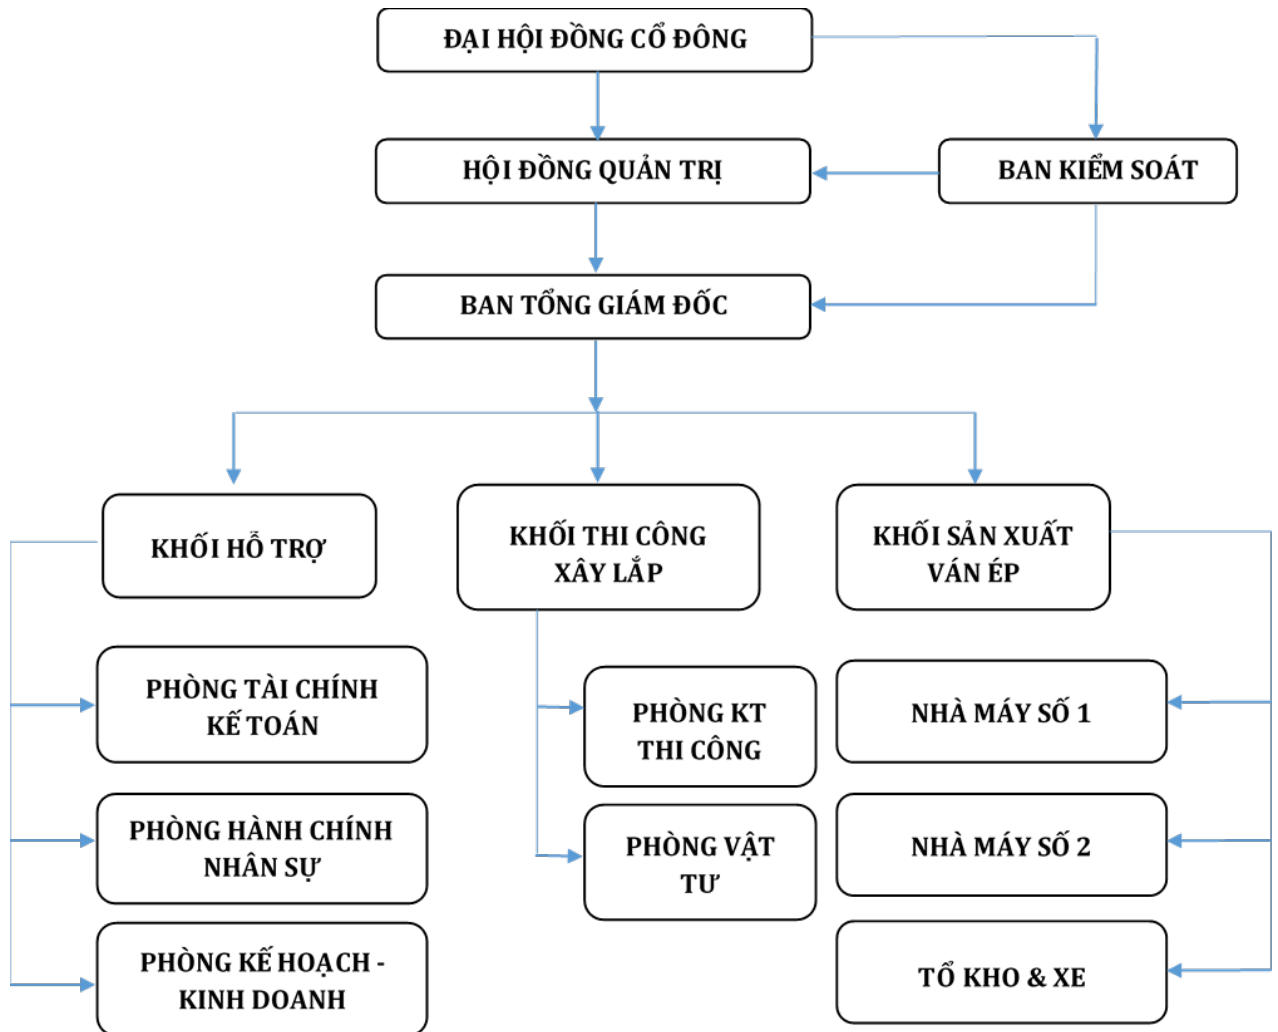 ĐẠI HỘI ĐỒNG CỔ ĐÔNG
HỘI ĐỒNG QUẢN TRỊ
BAN KIỂM SOÁT
BAN TỔNG GIÁM ĐỐC
KHỐI HỖ TRỢ
KHỐI THI CÔNG
XÂY LẮP
KHỐI SẢN XUẤT
VÁN ÉP
PHÒNG TÀI CHÍNH
KẾ TOÁN
PHÒNG KT
THI CÔNG
NHÀ MÁY SỐ 1
PHÒNG HÀNH CHÍNH
NHÂN SỰ
PHÒNG VẬT
TƯ
NHÀ MÁY SỐ 2
PHÒNG KẾ HOẠCH -
KINH DOANH
TỔ KHO & XE